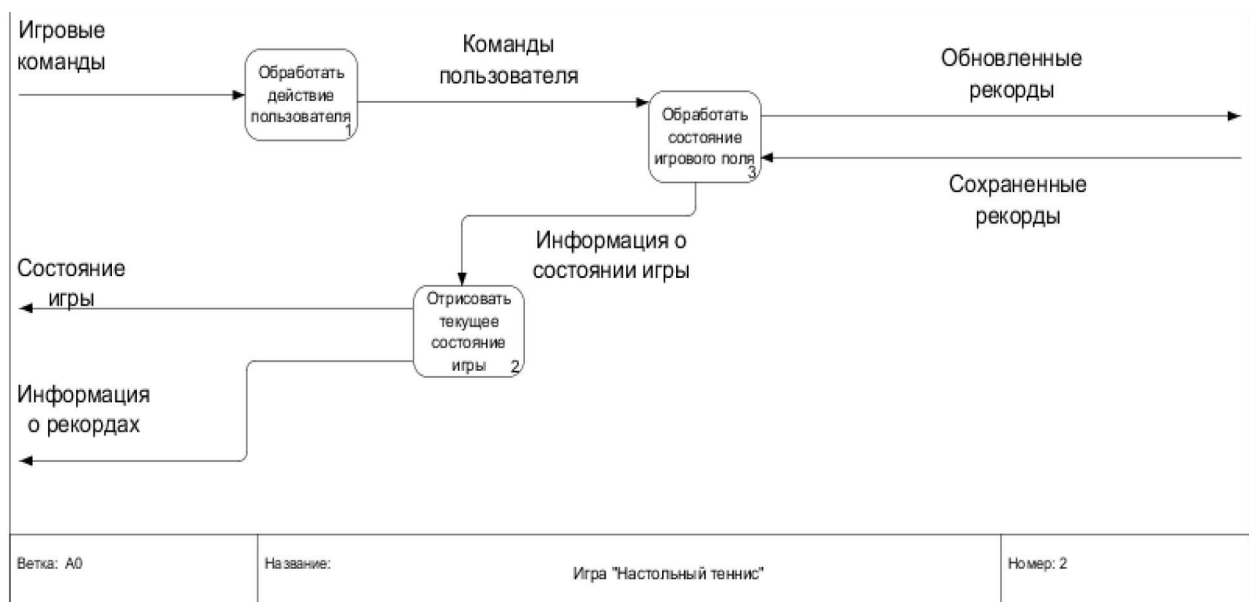 Игровые
команды
Обработать
действие
пользователя
1
Команды
пользователя
Обработать
состояние
игрового поля
3
Обновленные
рекорды
Сохраненные
рекорды
Информация о
состоянии игры
Состояние
игры
Отрисовать
текущее
состояние
игры 2
Информация
о рекордах
Ветка: A0
Название:
Игра "Настольный теннис"
Номер: 2